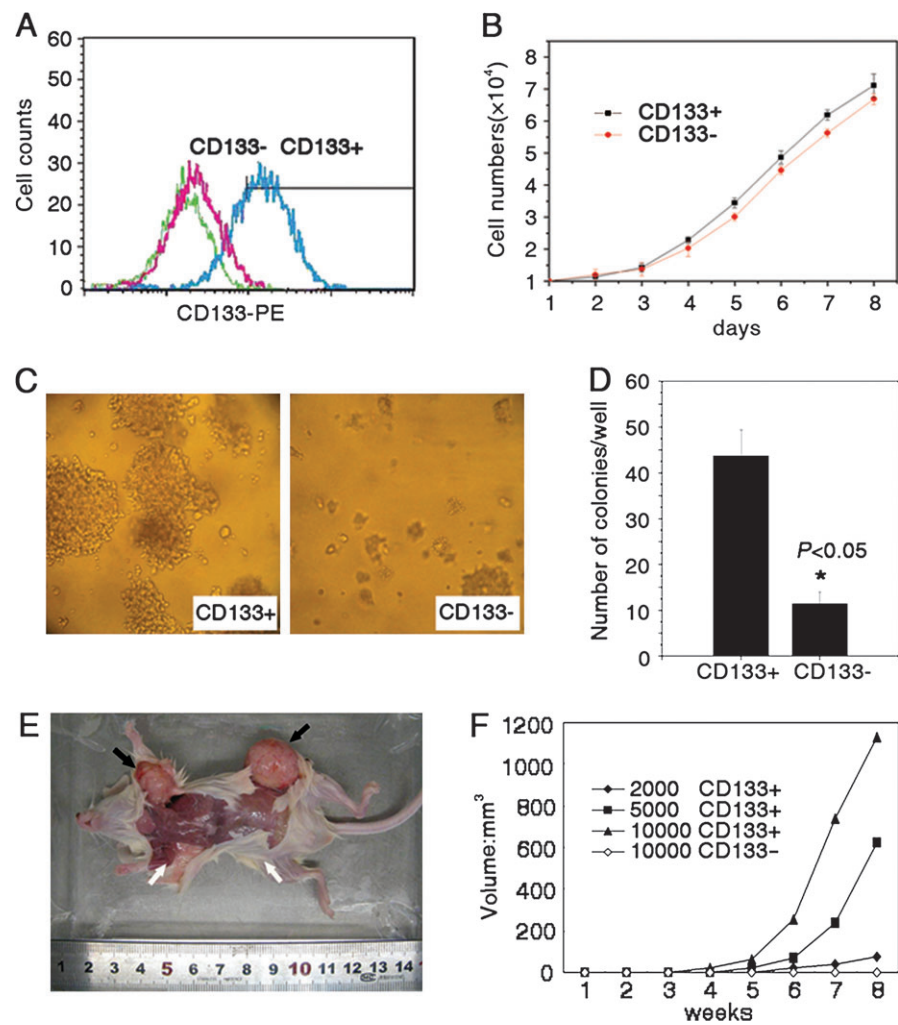 A
60
50
40
30
20
10
0
Cell counts
CD133- CD133+
CD133-PE
B
Cell numbers(×10⁴)
8
7
6
5
4
3
2
1
CD133+
CD133-
1 2 3 4 5 6 7 8
days
C
CD133+
CD133-
D
Number of colonies/well
60
50
40
30
20
10
0
P<0.05
*
CD133+ CD133-
E
1 2 3 4 5 6 7 8 9 10 11 12 13 14
F
Volume:mm³
1200
1000
800
600
400
200
0
2000 CD133+
5000 CD133+
10000 CD133+
10000 CD133-
1 2 3 4 5 6 7 8
weeks